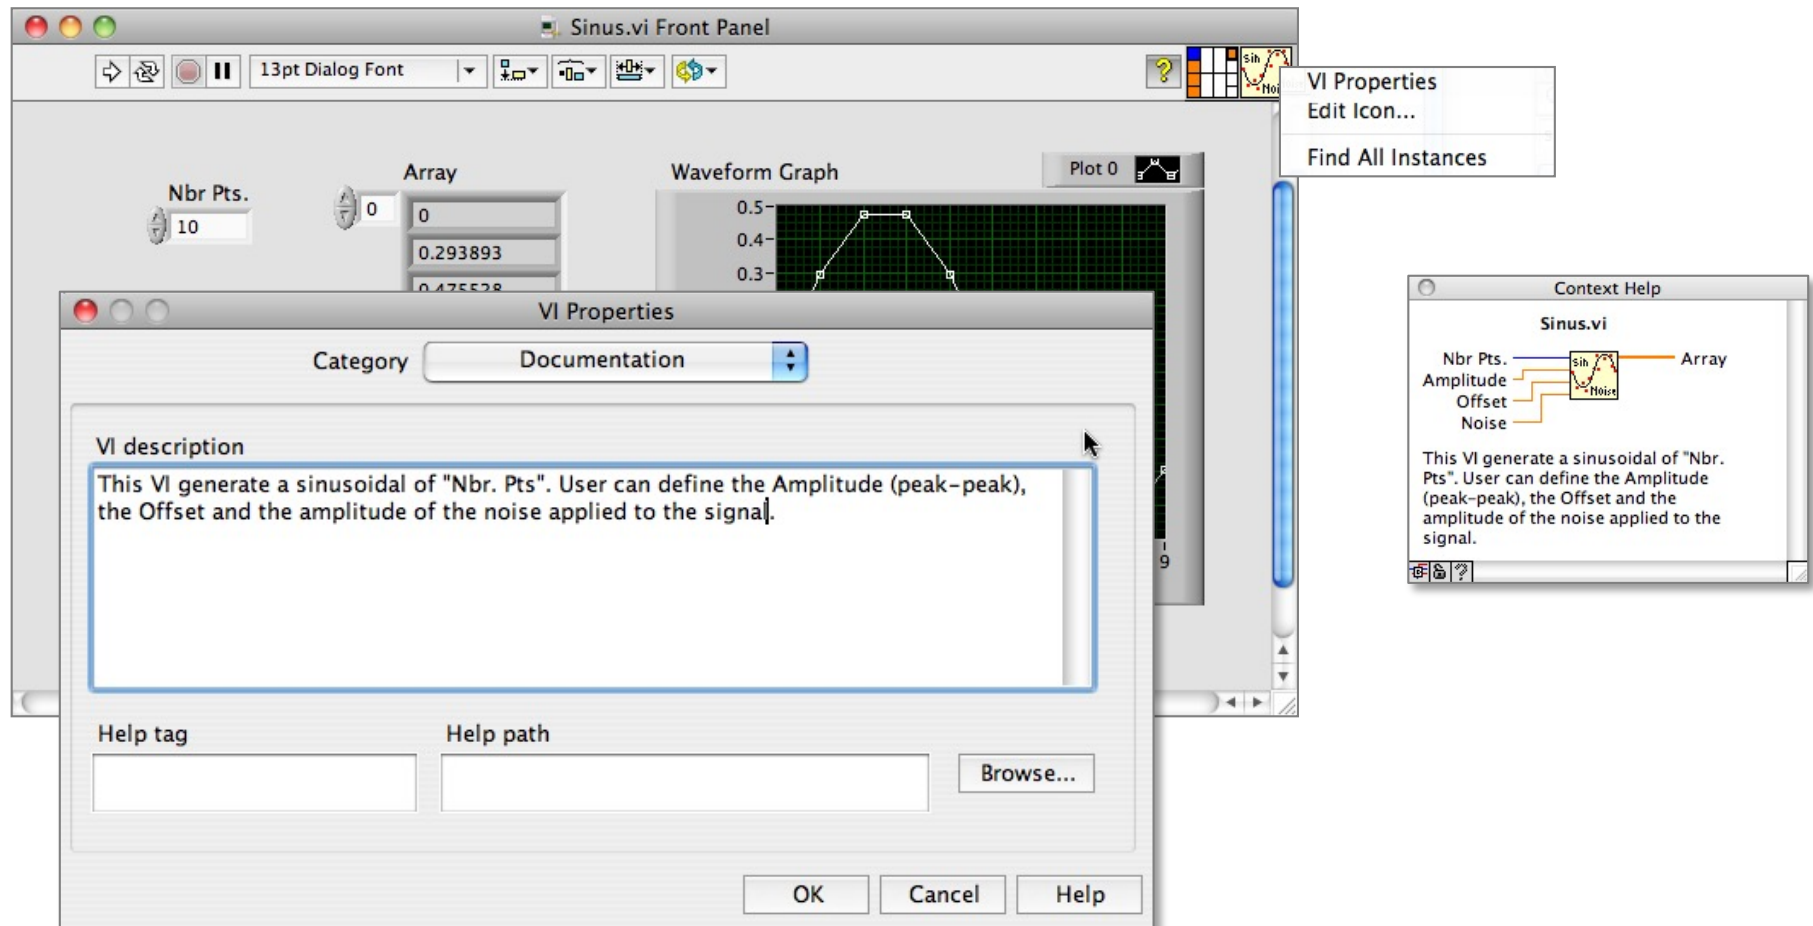 Sinus.vi Front Panel
13pt Dialog Font
?
Sin
VI Properties
Edit Icon...
Find All Instances
Nbr Pts.
10
Array
0
0
0.293893
0.475528
Waveform Graph
Plot 0
0.5
0.4
0.3
9
VI Properties
Category
Documentation
VI description
This VI generate a sinusoidal of "Nbr. Pts". User can define the Amplitude (peak-peak),
the Offset and the amplitude of the noise applied to the signal.
Help tag
Help path
Browse...
OK
Cancel
Help
Context Help
Sinus.vi
Nbr Pts.
Amplitude
Offset
Noise
Sin
Noise
Array
This VI generate a sinusoidal of "Nbr.
Pts". User can define the Amplitude
(peak-peak), the Offset and the
amplitude of the noise applied to the
signal.
?